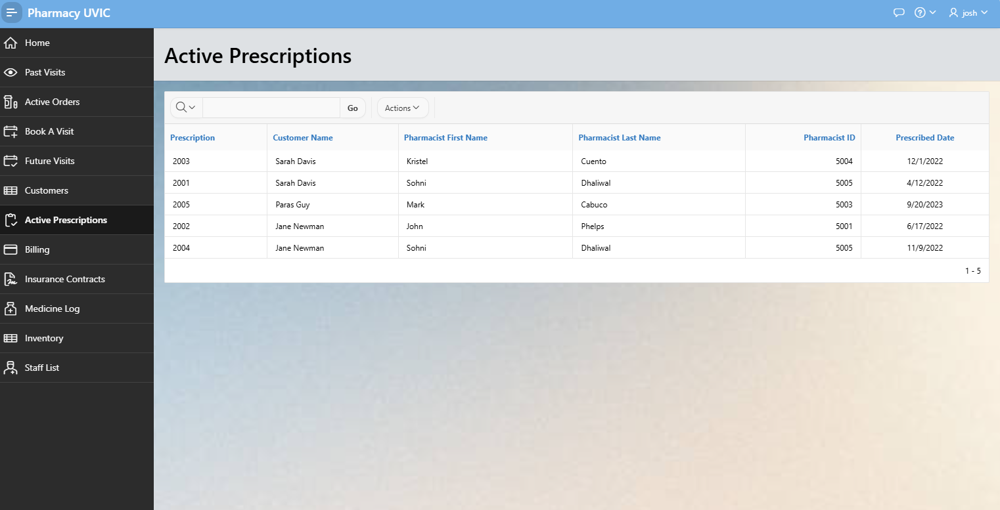 Pharmacy UVIC
josh
Home
Past Visits
Active Orders
Book A Visit
Future Visits
Customers
Active Prescriptions
Billing
Insurance Contracts
Medicine Log
Inventory
Staff List
Active Prescriptions
Go Actions
Prescription Customer Name Pharmacist First Name Pharmacist Last Name Pharmacist ID Prescribed Date
2003 Sarah Davis Kristel Cuento 5004 12/1/2022
2001 Sarah Davis Sohni Dhaliwal 5005 4/12/2022
2005 Paras Guy Mark Cabuco 5003 9/20/2023
2002 Jane Newman John Phelps 5001 6/17/2022
2004 Jane Newman Sohni Dhaliwal 5005 11/9/2022
1 - 5